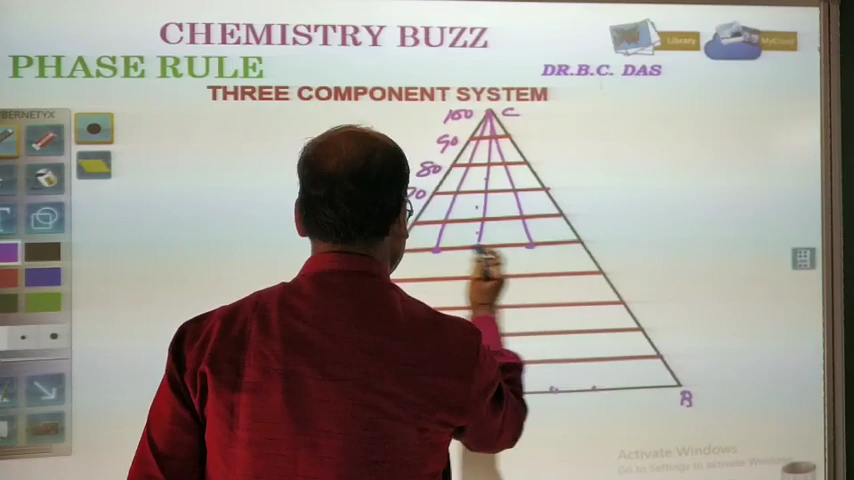 CHEMISTRY BUZZ
Library
MyCloud
PHASE RULE
DR.B.C. DAS
THREE COMPONENT SYSTEM
100 C
90
80
B
Activate Windows
Go to Settings to activate Windows.